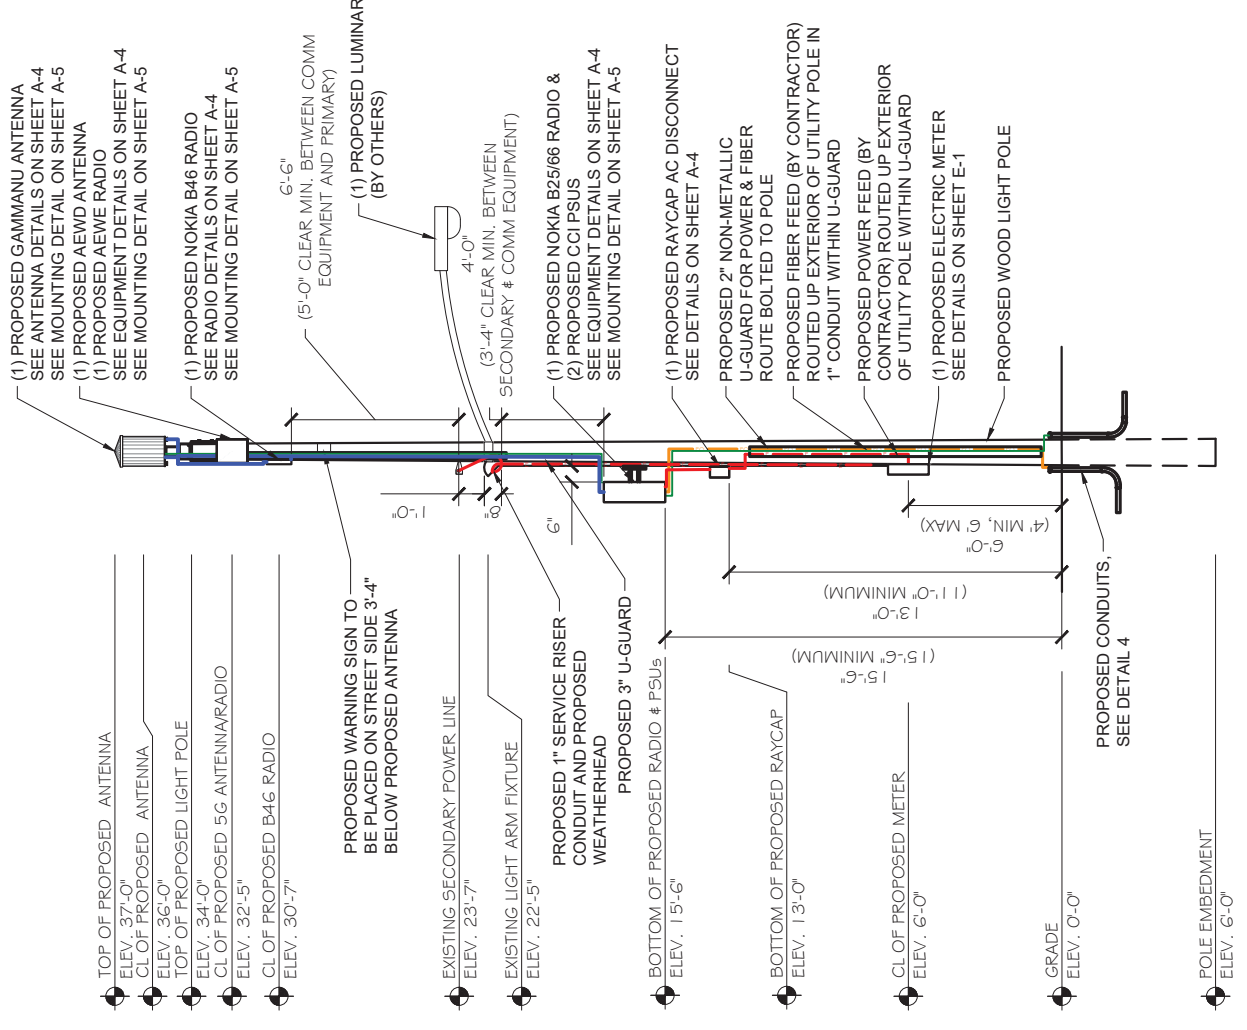 (1) PROPOSED GAMMANU ANTENNA
SEE ANTENNA DETAILS ON SHEET A-4
SEE MOUNTING DETAIL ON SHEET A-5
(1) PROPOSED AEWD ANTENNA
(1) PROPOSED AEWE RADIO
SEE EQUIPMENT DETAILS ON SHEET A-4
SEE MOUNTING DETAIL ON SHEET A-5
(1) PROPOSED NOKIA B46 RADIO
SEE RADIO DETAILS ON SHEET A-4
SEE MOUNTING DETAIL ON SHEET A-5
6'-6"
(5'-0" CLEAR MIN. BETWEEN COMM
EQUIPMENT AND PRIMARY)
(1) PROPOSED LUMINAR
(BY OTHERS)
4'-0"
(3'-4" CLEAR MIN. BETWEEN
SECONDARY & COMM EQUIPMENT)
(1) PROPOSED NOKIA B25/66 RADIO &
(2) PROPOSED CCI PSUS
SEE EQUIPMENT DETAILS ON SHEET A-4
SEE MOUNTING DETAIL ON SHEET A-5
(1) PROPOSED RAYCAP AC DISCONNECT
SEE DETAILS ON SHEET A-4
PROPOSED 2" NON-METALLIC
U-GUARD FOR POWER & FIBER
ROUTE BOLTED TO POLE
PROPOSED FIBER FEED (BY CONTRACTOR)
ROUTED UP EXTERIOR OF UTILITY POLE IN
1" CONDUIT WITHIN U-GUARD
PROPOSED POWER FEED (BY
CONTRACTOR) ROUTED UP EXTERIOR
OF UTILITY POLE WITHIN U-GUARD
(1) PROPOSED ELECTRIC METER
SEE DETAILS ON SHEET E-1
PROPOSED WOOD LIGHT POLE
1'-0"
8"
6"
6'-0"
(4' MIN, 6' MAX)
13'-0"
(11'-0" MINIMUM)
15'-6"
(15'-6" MINIMUM)
PROPOSED WARNING SIGN TO
BE PLACED ON STREET SIDE 3'-4"
BELOW PROPOSED ANTENNA
PROPOSED 1" SERVICE RISER
CONDUIT AND PROPOSED
WEATHERHEAD
PROPOSED 3" U-GUARD
PROPOSED CONDUITS,
SEE DETAIL 4
TOP OF PROPOSED ANTENNA
ELEV. 37'-0"
CL OF PROPOSED ANTENNA
ELEV. 36'-0"
TOP OF PROPOSED LIGHT POLE
ELEV. 34'-0"
CL OF PROPOSED 5G ANTENNA/RADIO
ELEV. 32'-5"
CL OF PROPOSED B46 RADIO
ELEV. 30'-7"
EXISTING SECONDARY POWER LINE
ELEV. 23'-7"
EXISTING LIGHT ARM FIXTURE
ELEV. 22'-5"
BOTTOM OF PROPOSED RADIO & PSUs
ELEV. 15'-6"
BOTTOM OF PROPOSED RAYCAP
ELEV. 13'-0"
CL OF PROPOSED METER
ELEV. 6'-0"
GRADE
ELEV. 0'-0"
POLE EMBEDMENT
ELEV. 6'-0"